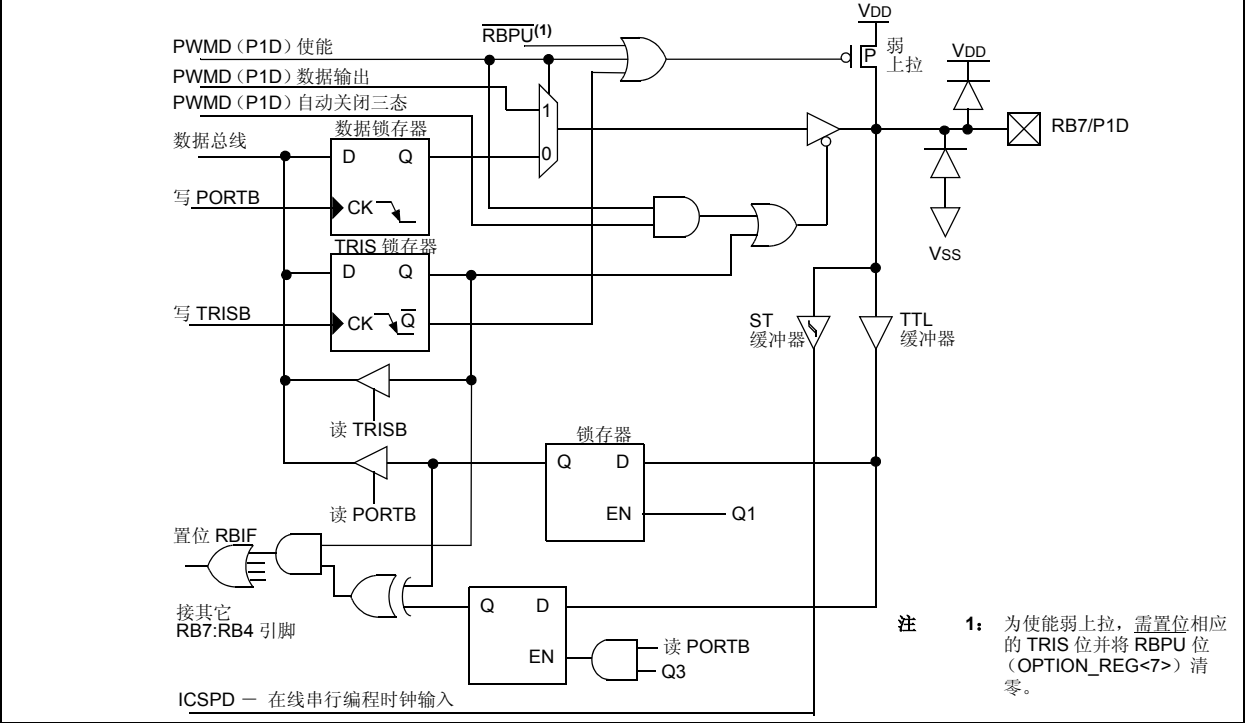 VDD
RBPU(1)
PWMD（P1D）使能
弱
上拉
P
VDD
PWMD（P1D）数据输出
PWMD（P1D）自动关闭三态
1
数据锁存器
RB7/P1D
数据总线
D Q
0
写 PORTB
CK
TRIS 锁存器
VSS
D Q
写 TRISB
CK Q
ST
缓冲器
TTL
缓冲器
读 TRISB
锁存器
Q D
读 PORTB
EN
Q1
置位 RBIF
接其它
RB7:RB4 引脚
Q D
EN
读 PORTB
Q3
注 1： 为使能弱上拉，需置位相应
的 TRIS 位并将 RBPU 位
（OPTION_REG<7>）清
零。
ICSPD － 在线串行编程时钟输入